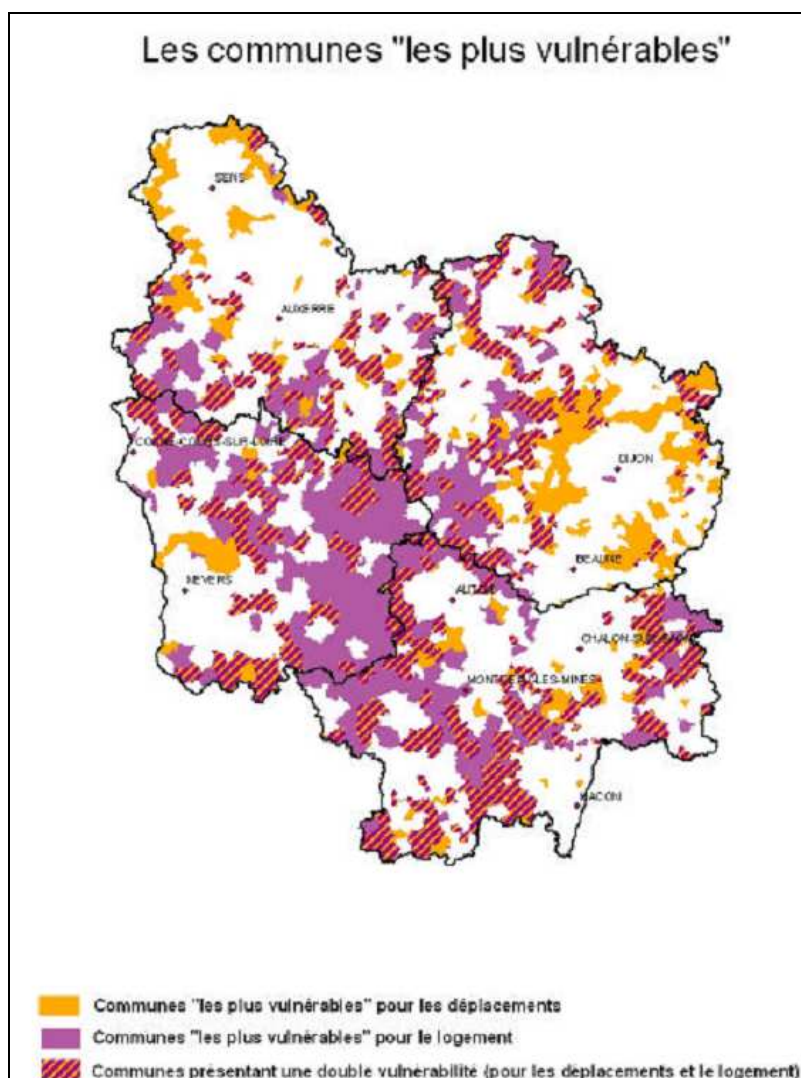 Les communes "les plus vulnérables"
SENS
AUXERRE
DIJON
BEAUNE
NEVERS
MACON
Communes "les plus vulnérables" pour les déplacements
Communes "les plus vulnérables" pour le logement
Communes présentant une double vulnérabilité (pour les déplacements et le logement)